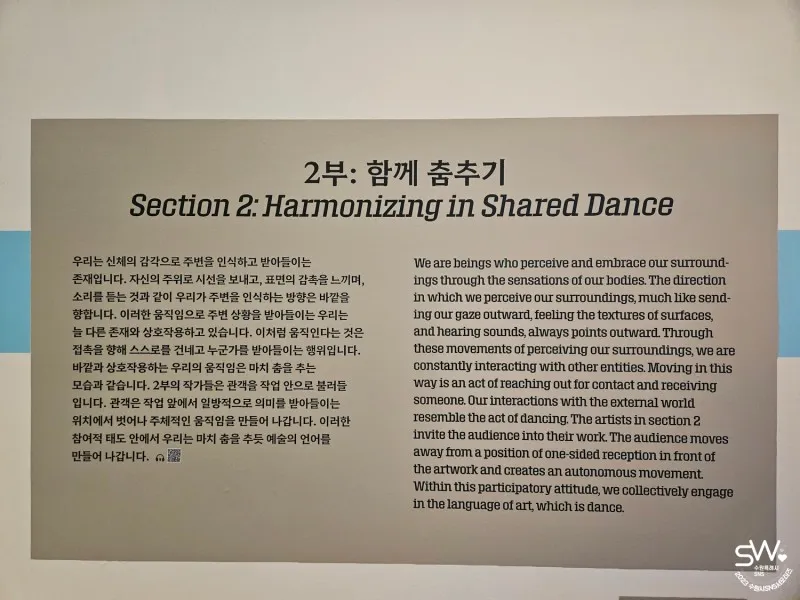 2부: 함께 춤추기
Section 2: Harmonizing in Shared Dance
우리는 신체의 감각으로 주변을 인식하고 받아들이는
존재입니다. 자신의 주위로 시선을 보내고, 표면의 감촉을 느끼며,
소리를 듣는 것과 같이 우리가 주변을 인식하는 방향은 바깥을
향합니다. 이러한 움직임으로 주변 상황을 받아들이는 우리는
늘 다른 존재와 상호작용하고 있습니다. 이처럼 움직인다는 것은
접촉을 향해 스스로를 건네고 누군가를 받아들이는 행위입니다.
바깥과 상호작용하는 우리의 움직임은 마치 춤을 추는
모습과 같습니다. 2부의 작가들은 관객을 작업 안으로 불러들
입니다. 관객은 작업 앞에서 일방적으로 의미를 받아들이는
위치에서 벗어나 주체적인 움직임을 만들어 나갑니다. 이러한
참여적 태도 안에서 우리는 마치 춤을 추듯 예술의 언어를
만들어 나갑니다.
We are beings who perceive and embrace our surround-
ings through the sensations of our bodies. The direction
in which we perceive our surroundings, much like send-
ing our gaze outward, feeling the textures of surfaces,
and hearing sounds, always points outward. Through
these movements of perceiving our surroundings, we are
constantly interacting with other entities. Moving in this
way is an act of reaching out for contact and receiving
someone. Our interactions with the external world
resemble the act of dancing. The artists in section 2
invite the audience into their work. The audience moves
away from a position of one-sided reception in front of
the artwork and creates an autonomous movement.
Within this participatory attitude, we collectively engage
in the language of art, which is dance.
SW
수원특례시
SNS
2023 수원시SNS서포터즈